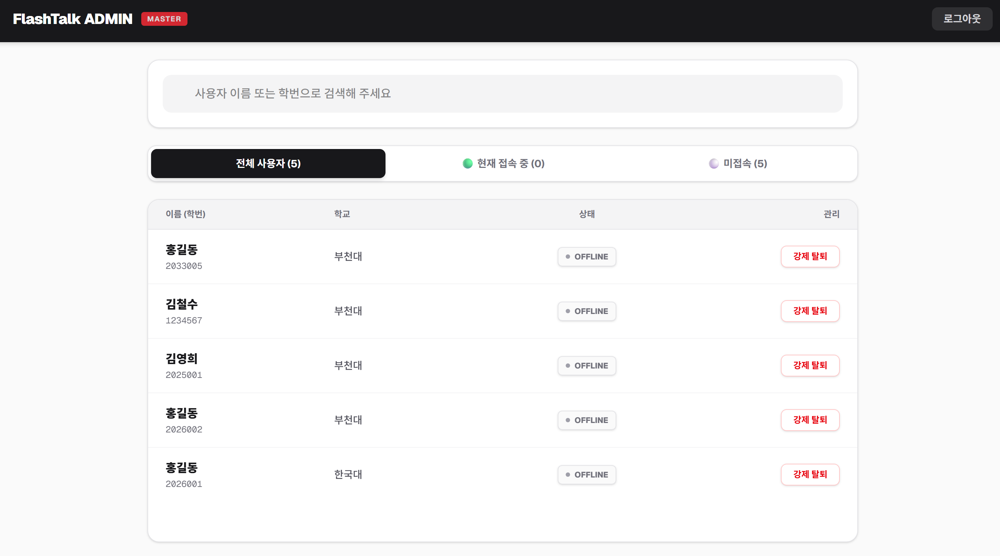 FlashTalk ADMIN MASTER 로그아웃
사용자 이름 또는 학번으로 검색해 주세요
전체 사용자 (5) 현재 접속 중 (0) 미접속 (5)
이름 (학번) 학교 상태 관리
홍길동
2033005
부천대 OFFLINE 강제 탈퇴
김철수
1234567
부천대 OFFLINE 강제 탈퇴
김영희
2025001
부천대 OFFLINE 강제 탈퇴
홍길동
2026002
부천대 OFFLINE 강제 탈퇴
홍길동
2026001
한국대 OFFLINE 강제 탈퇴